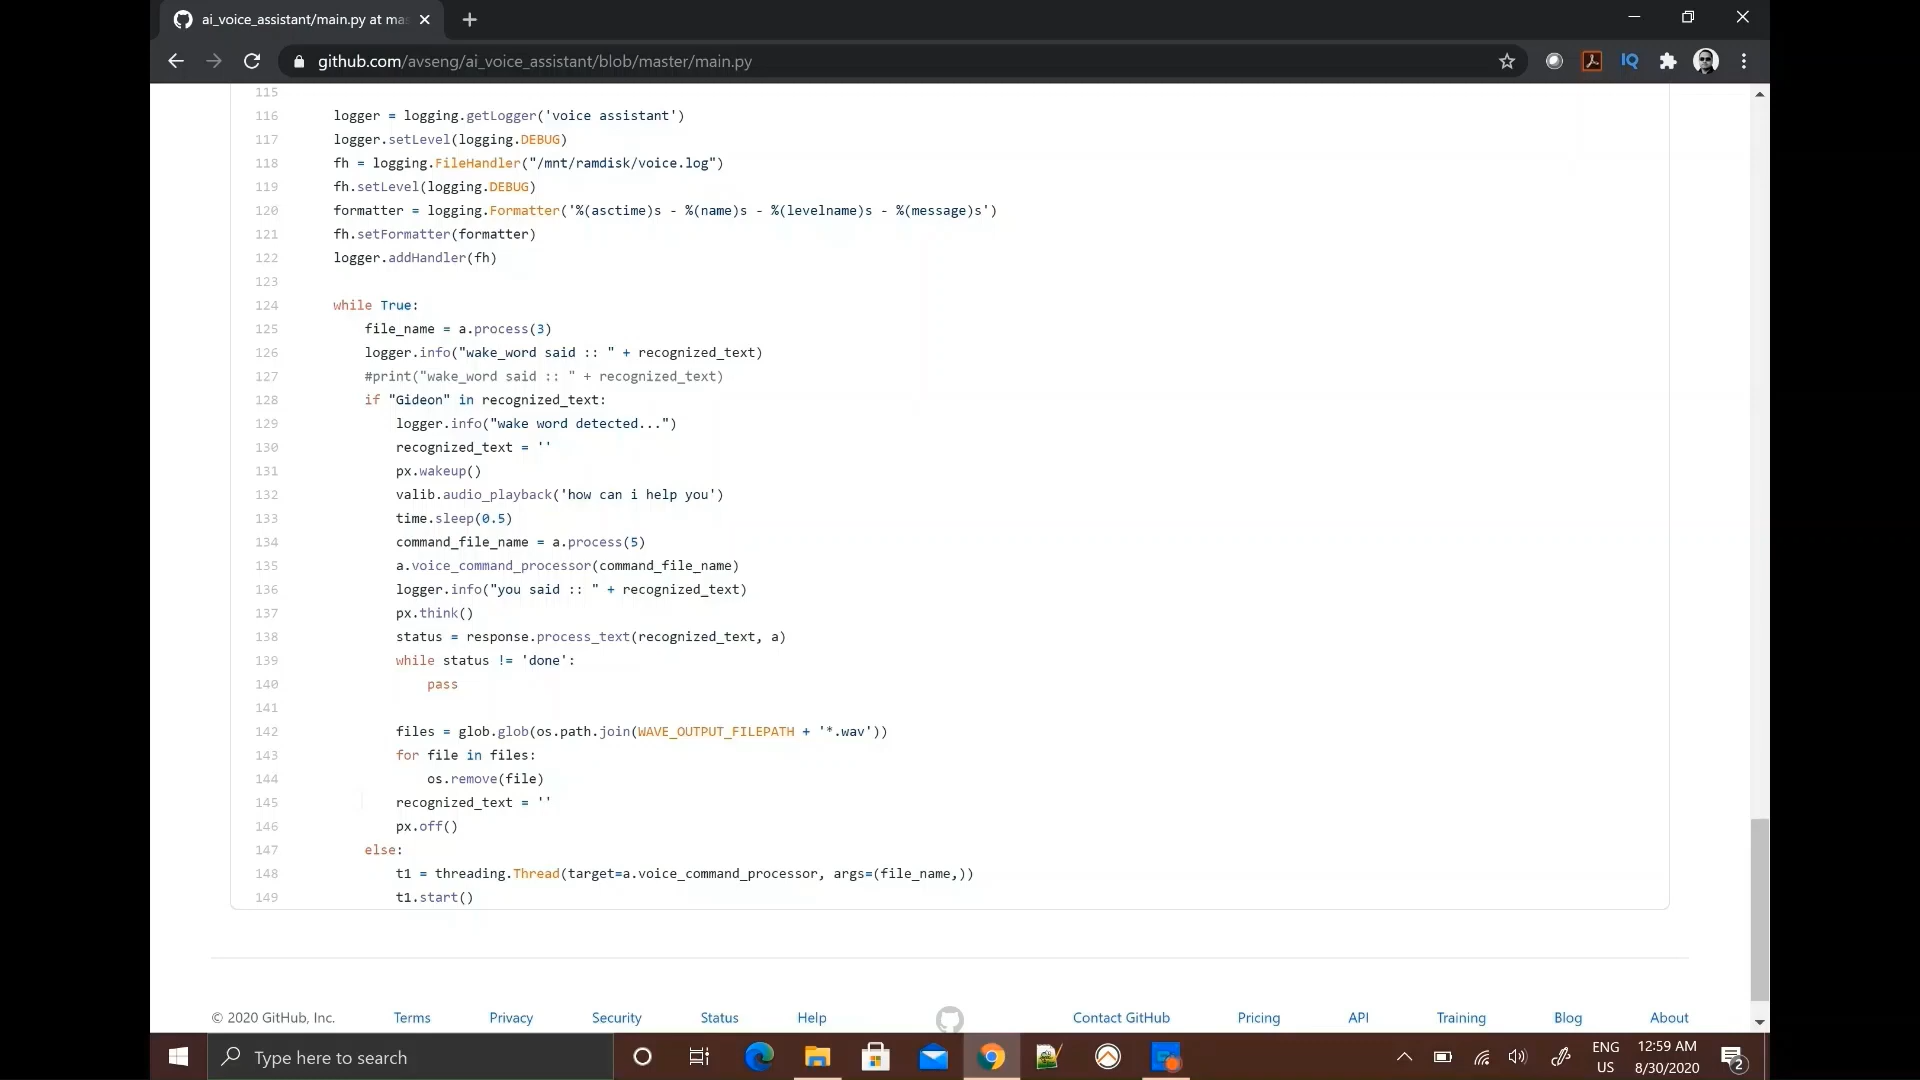 ai_voice_assistant/main.py at mas
github.com/avseng/ai_voice_assistant/blob/master/main.py
IQ
115
116 logger = logging.getLogger('voice assistant')
117 logger.setLevel(logging.DEBUG)
118 fh = logging.FileHandler("/mnt/ramdisk/voice.log")
119 fh.setLevel(logging.DEBUG)
120 formatter = logging.Formatter('%(asctime)s - %(name)s - %(levelname)s - %(message)s')
121 fh.setFormatter(formatter)
122 logger.addHandler(fh)
123
124 while True:
125 file_name = a.process(3)
126 logger.info("wake_word said :: " + recognized_text)
127 #print("wake_word said :: " + recognized_text)
128 if "Gideon" in recognized_text:
129 logger.info("wake word detected...")
130 recognized_text = ''
131 px.wakeup()
132 valib.audio_playback('how can i help you')
133 time.sleep(0.5)
134 command_file_name = a.process(5)
135 a.voice_command_processor(command_file_name)
136 logger.info("you said :: " + recognized_text)
137 px.think()
138 status = response.process_text(recognized_text, a)
139 while status != 'done':
140 pass
141
142 files = glob.glob(os.path.join(WAVE_OUTPUT_FILEPATH + '*.wav'))
143 for file in files:
144 os.remove(file)
145 recognized_text = ''
146 px.off()
147 else:
148 t1 = threading.Thread(target=a.voice_command_processor, args=(file_name,))
149 t1.start()
© 2020 GitHub, Inc. Terms Privacy Security Status Help Contact GitHub Pricing API Training Blog About
Type here to search
ENG
US
12:59 AM
8/30/2020
2